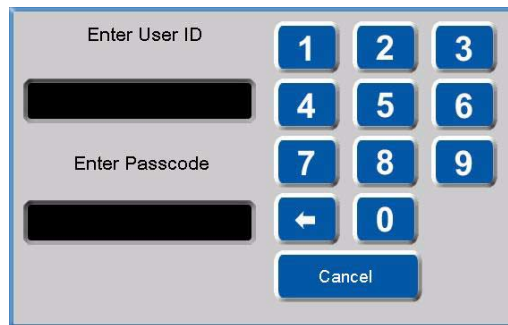 Enter User ID
Enter Passcode
1 2 3
4 5 6
7 8 9
← 0
Cancel